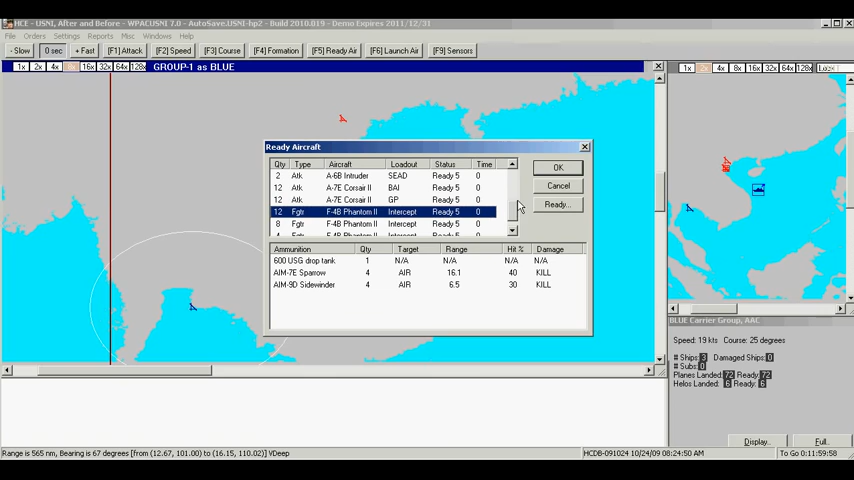 HCE - USNI, After and Before - WPACUSNI 7.0 - AutoSave.USNI-hp2 - Build 2010.019 - Demo Expires 2011/12/31
File Orders Settings Reports Misc Windows Help
- Slow 0 sec + Fast [F1] Attack [F2] Speed [F3] Course [F4] Formation [F5] Ready Air [F6] Launch Air [F9] Sensors
1x 2x 4x 8x 16x 32x 64x 128x GROUP-1 as BLUE
1x 2x 4x 8x 16x 32x 64x 128x
Ready Aircraft
Qty Type Aircraft Loadout Status Time
2 Atk A-6B Intruder SEAD Ready 5 0
12 Atk A-7E Corsair II BAI Ready 5 0
12 Atk A-7E Corsair II GP Ready 5 0
12 Fgtr F-4B Phantom II Intercept Ready 5 0
8 Fgtr F-4B Phantom II Intercept Ready 5 0
OK
Cancel
Ready...
Ammunition Qty Target Range Hit % Damage
600 USG drop tank 1 N/A N/A N/A N/A
AIM-7E Sparrow 4 AIR 16.1 40 KILL
AIM-9D Sidewinder 4 AIR 6.5 30 KILL
BLUE Carrier Group, AAC
Speed: 19 kts Course: 25 degrees
# Ships: 3 Damaged Ships: 0
# Subs: 0
Planes Landed: 72 Ready: 72
Helos Landed: 6 Ready: 6
Display.. Full..
Range is 565 nm, Bearing is 67 degrees [from (12.67, 101.00) to (16.15, 110.02)] VDeep
HCDB-091024 10/24/09 08:24:50 AM
To Go 0:11:59:58